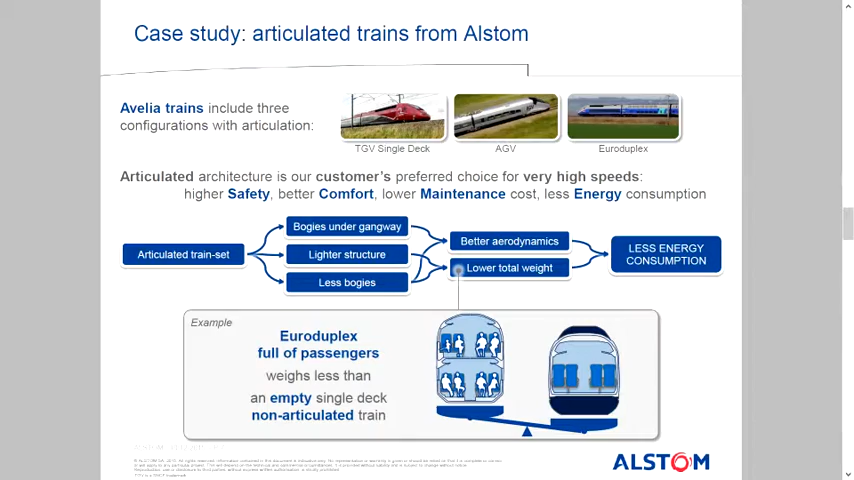 Case study: articulated trains from Alstom
Avelia trains include three
configurations with articulation:
TGV Single Deck
AGV
Euroduplex
Articulated architecture is our customer's preferred choice for very high speeds:
higher Safety, better Comfort, lower Maintenance cost, less Energy consumption
Articulated train-set
Bogies under gangway
Lighter structure
Less bogies
Better aerodynamics
Lower total weight
LESS ENERGY
CONSUMPTION
Example
Euroduplex
full of passengers
weighs less than
an empty single deck
non-articulated train
ALSTOM